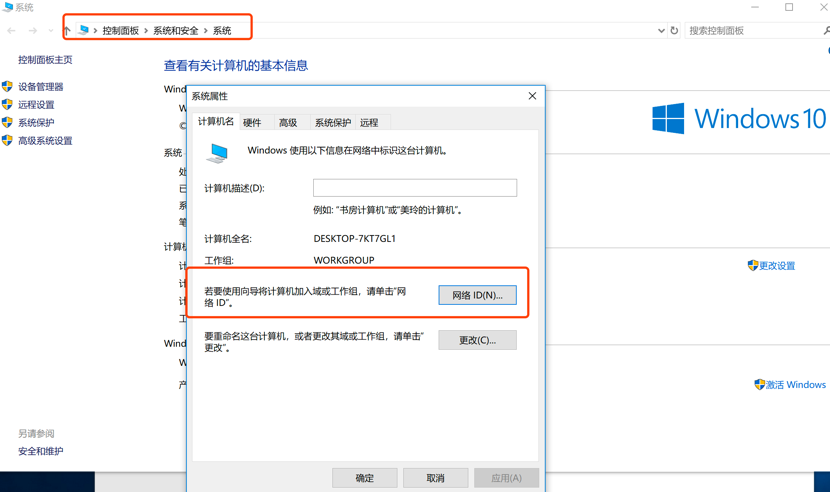 系统
控制面板 > 系统和安全 > 系统
搜索控制面板
控制面板主页
设备管理器
远程设置
系统保护
高级系统设置
另请参阅
安全和维护
查看有关计算机的基本信息
Wind
©
系统
计算机
Wind
产
系统属性
计算机名 硬件 高级 系统保护 远程
Windows 使用以下信息在网络中标识这台计算机。
计算机描述(D):
例如: “书房计算机”或“美玲的计算机”。
计算机全名: DESKTOP-7KT7GL1
工作组: WORKGROUP
若要使用向导将计算机加入域或工作组，请单击“网
络 ID”。
网络 ID(N)...
要重命名这台计算机，或者更改其域或工作组，请单击“
更改”。
更改(C)...
确定 取消 应用(A)
Windows 10
更改设置
激活 Windows